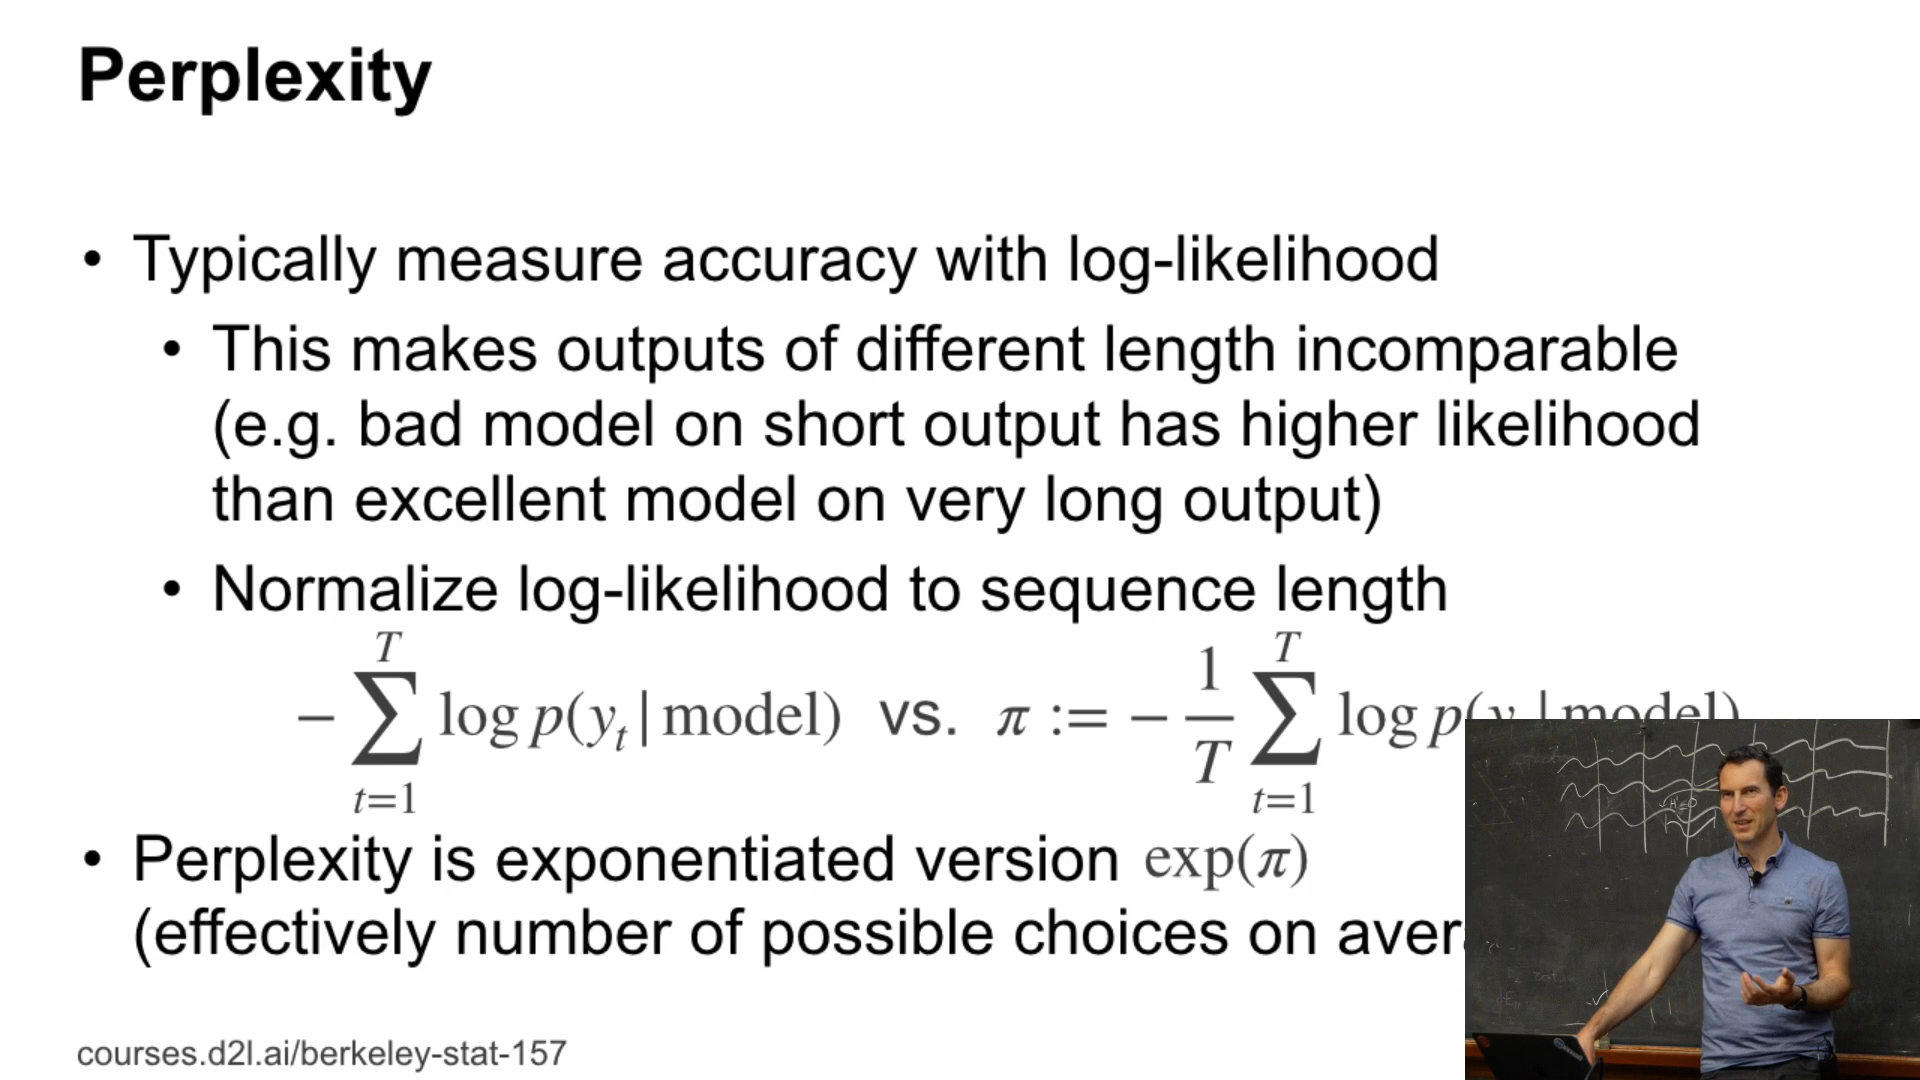 Perplexity
• Typically measure accuracy with log-likelihood
• This makes outputs of different length incomparable
(e.g. bad model on short output has higher likelihood
than excellent model on very long output)
• Normalize log-likelihood to sequence length
− ∑_{t=1}^{T} log p(y_t | model) vs. π := − 1/T ∑_{t=1}^{T} log p(y | model)
• Perplexity is exponentiated version exp(π)
(effectively number of possible choices on aver
courses.d2l.ai/berkeley-stat-157